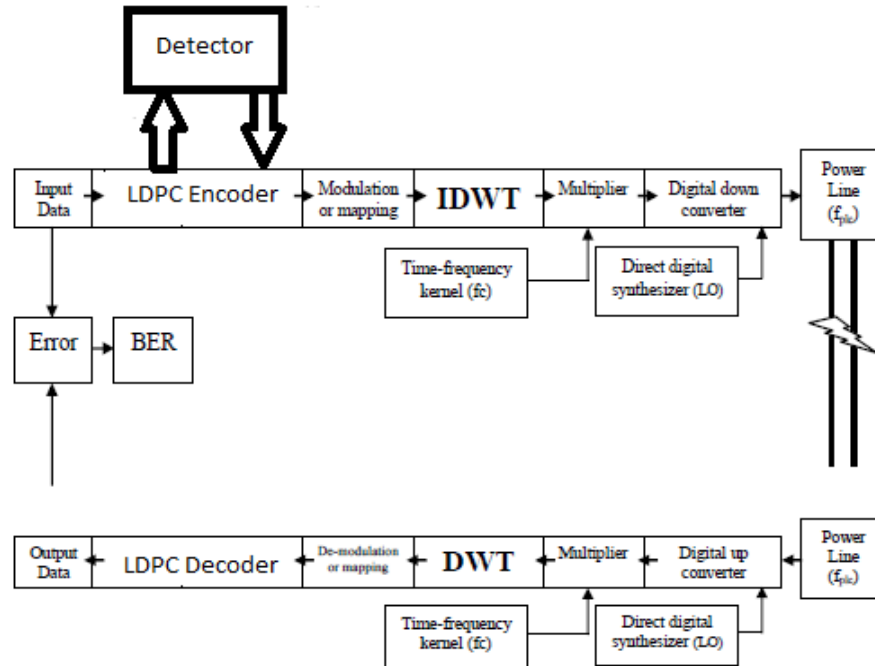 Detector
Input
Data
LDPC Encoder
Modulation
or mapping
IDWT
Multiplier
Digital down
converter
Power
Line
(fplc)
Time-frequency
kernel (fc)
Direct digital
synthesizer (LO)
Error
BER
Output
Data
LDPC Decoder
De-modulation
or mapping
DWT
Multiplier
Digital up
converter
Power
Line
(fplc)
Time-frequency
kernel (fc)
Direct digital
synthesizer (LO)